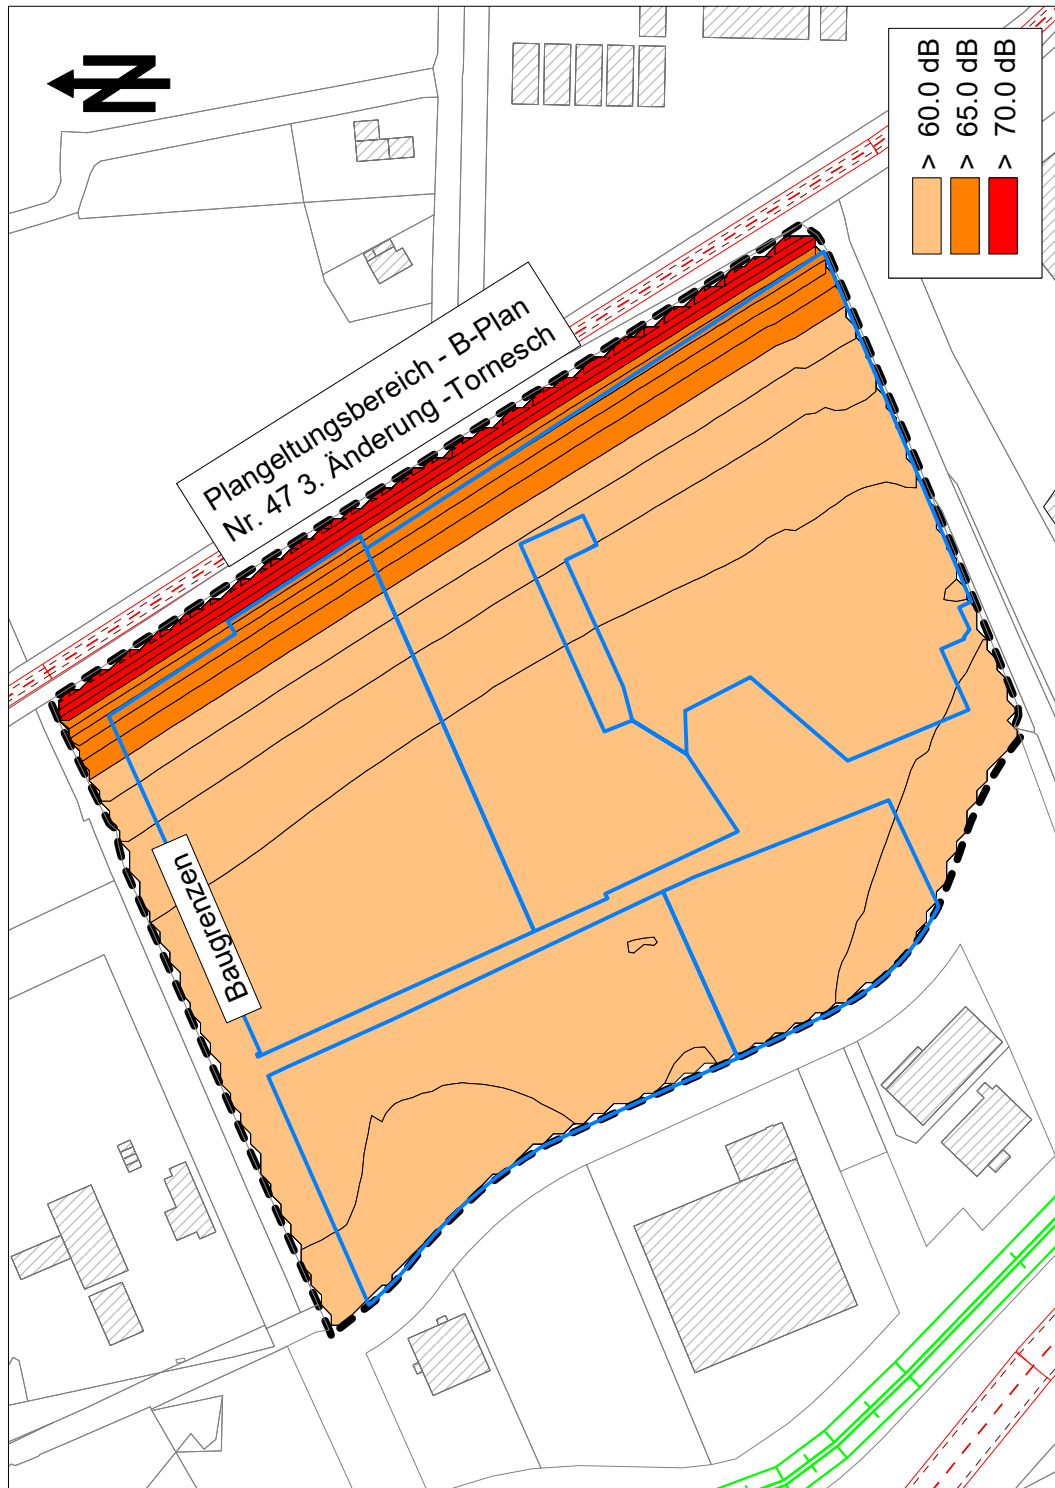 N
> 60.0 dB
> 65.0 dB
> 70.0 dB
Plangeltungsbereich - B-Plan
Nr. 47 3. Änderung -Tornesch
Baugrenzen